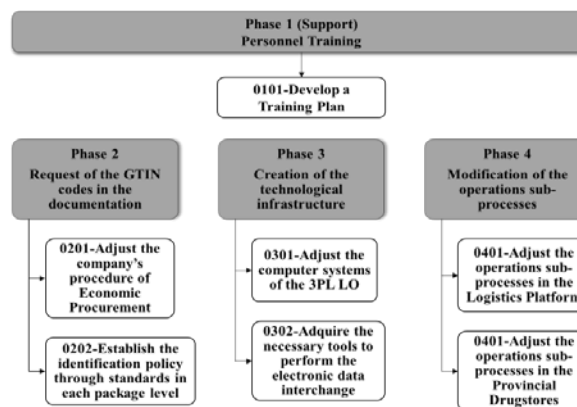 Phase 1 (Support)
Personnel Training
0101-Develop a
Training Plan
Phase 2
Request of the GTIN
codes in the
documentation
0201-Adjust the
company's
procedure of
Economic
Procurement
0202-Establish the
identification policy
through standards in
each package level
Phase 3
Creation of the
technological
infrastructure
0301-Adjust the
computer systems
of the 3PL LO
0302-Adquire the
necessary tools to
perform the
electronic data
interchange
Phase 4
Modification of the
operations sub-
processes
0401-Adjust the
operations sub-
processes in the
Logistics Platform
0401-Adjust the
operations sub-
processes in the
Provincial
Drugstores